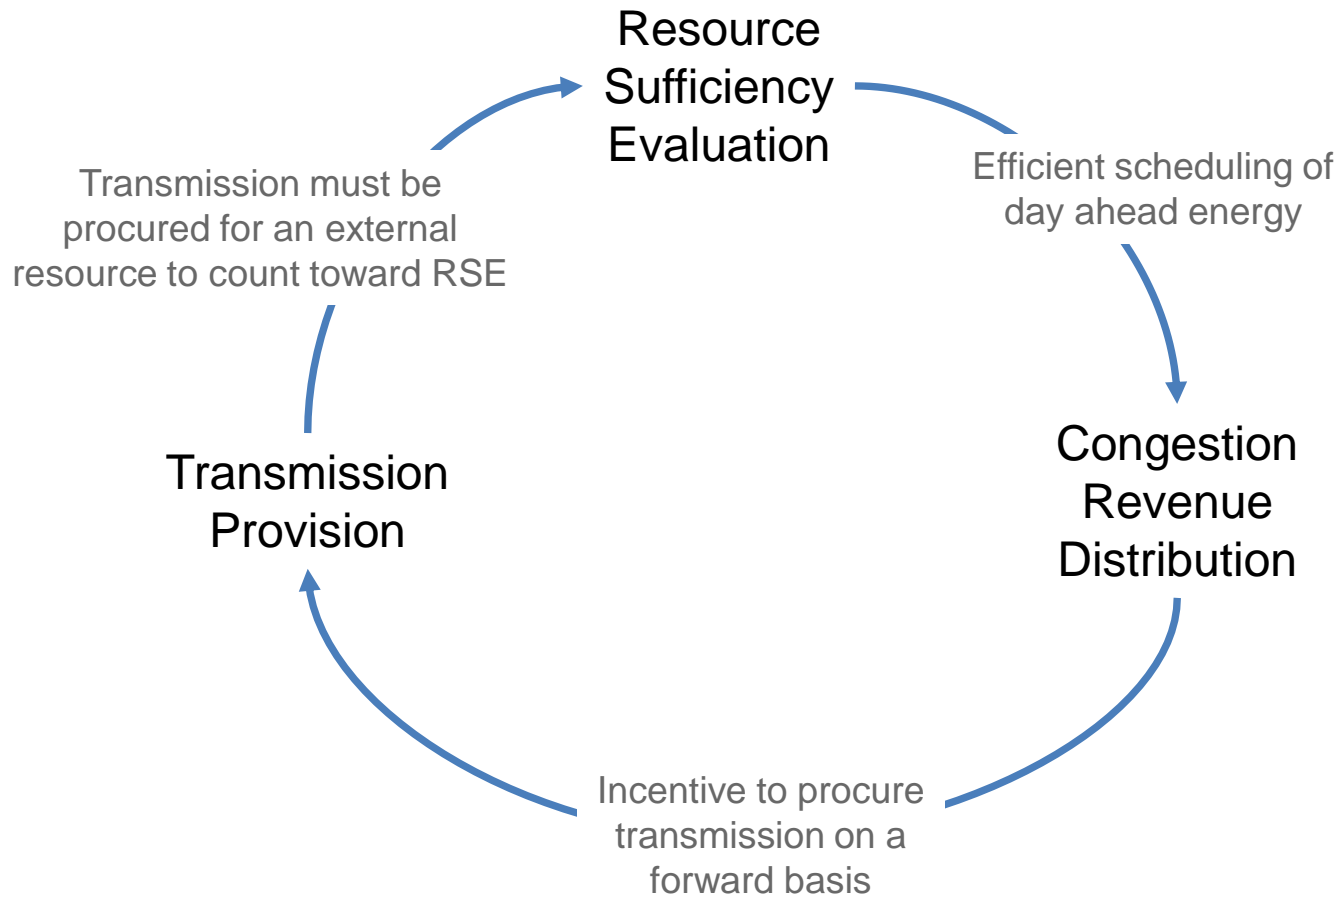 Resource
Sufficiency
Evaluation
Efficient scheduling of
day ahead energy
Congestion
Revenue
Distribution
Incentive to procure
transmission on a
forward basis
Transmission
Provision
Transmission must be
procured for an external
resource to count toward RSE